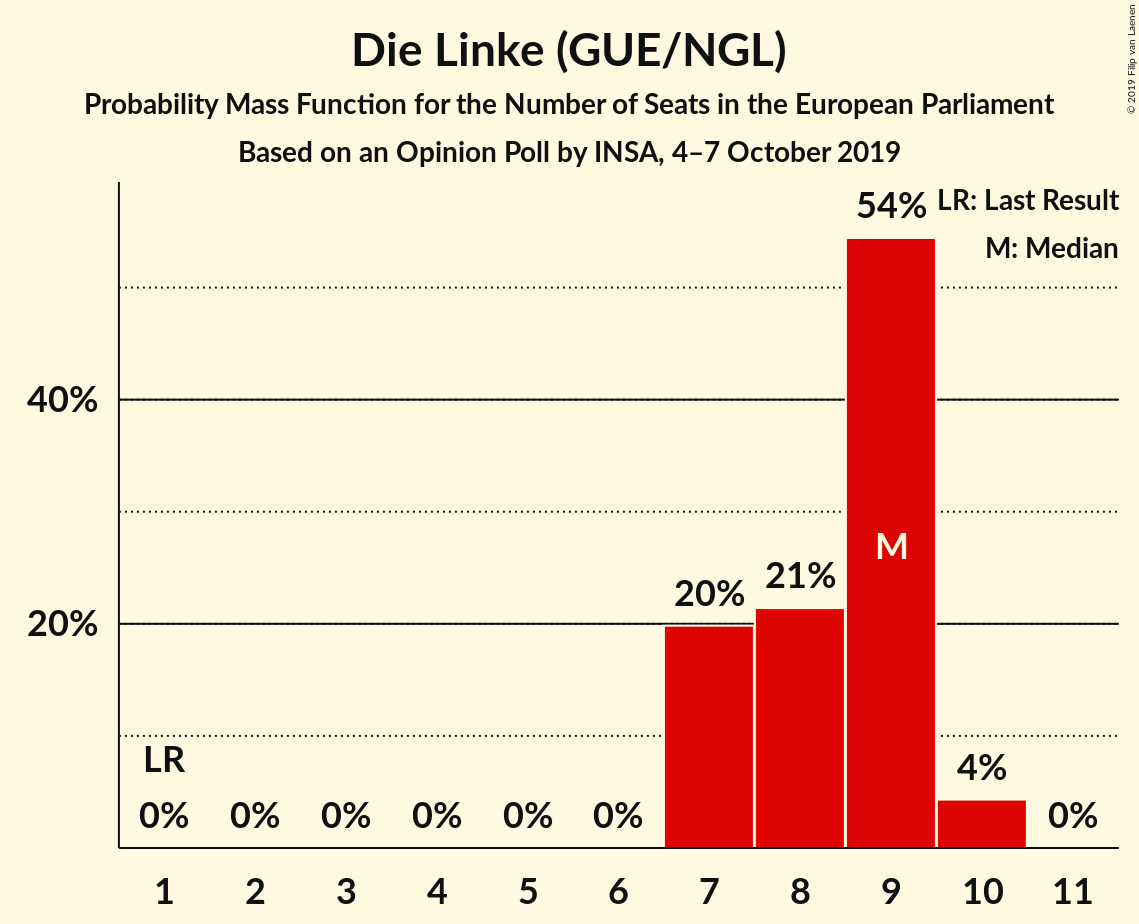 Die Linke (GUE/NGL)
Probability Mass Function for the Number of Seats in the European Parliament
Based on an Opinion Poll by INSA, 4–7 October 2019
© 2019 Filip van Laenen
LR: Last Result
M: Median
54%
40%
M
20%
21%
20%
LR
4%
0%
0%
0%
0%
0%
0%
0%
1 2 3 4 5 6 7 8 9 10 11